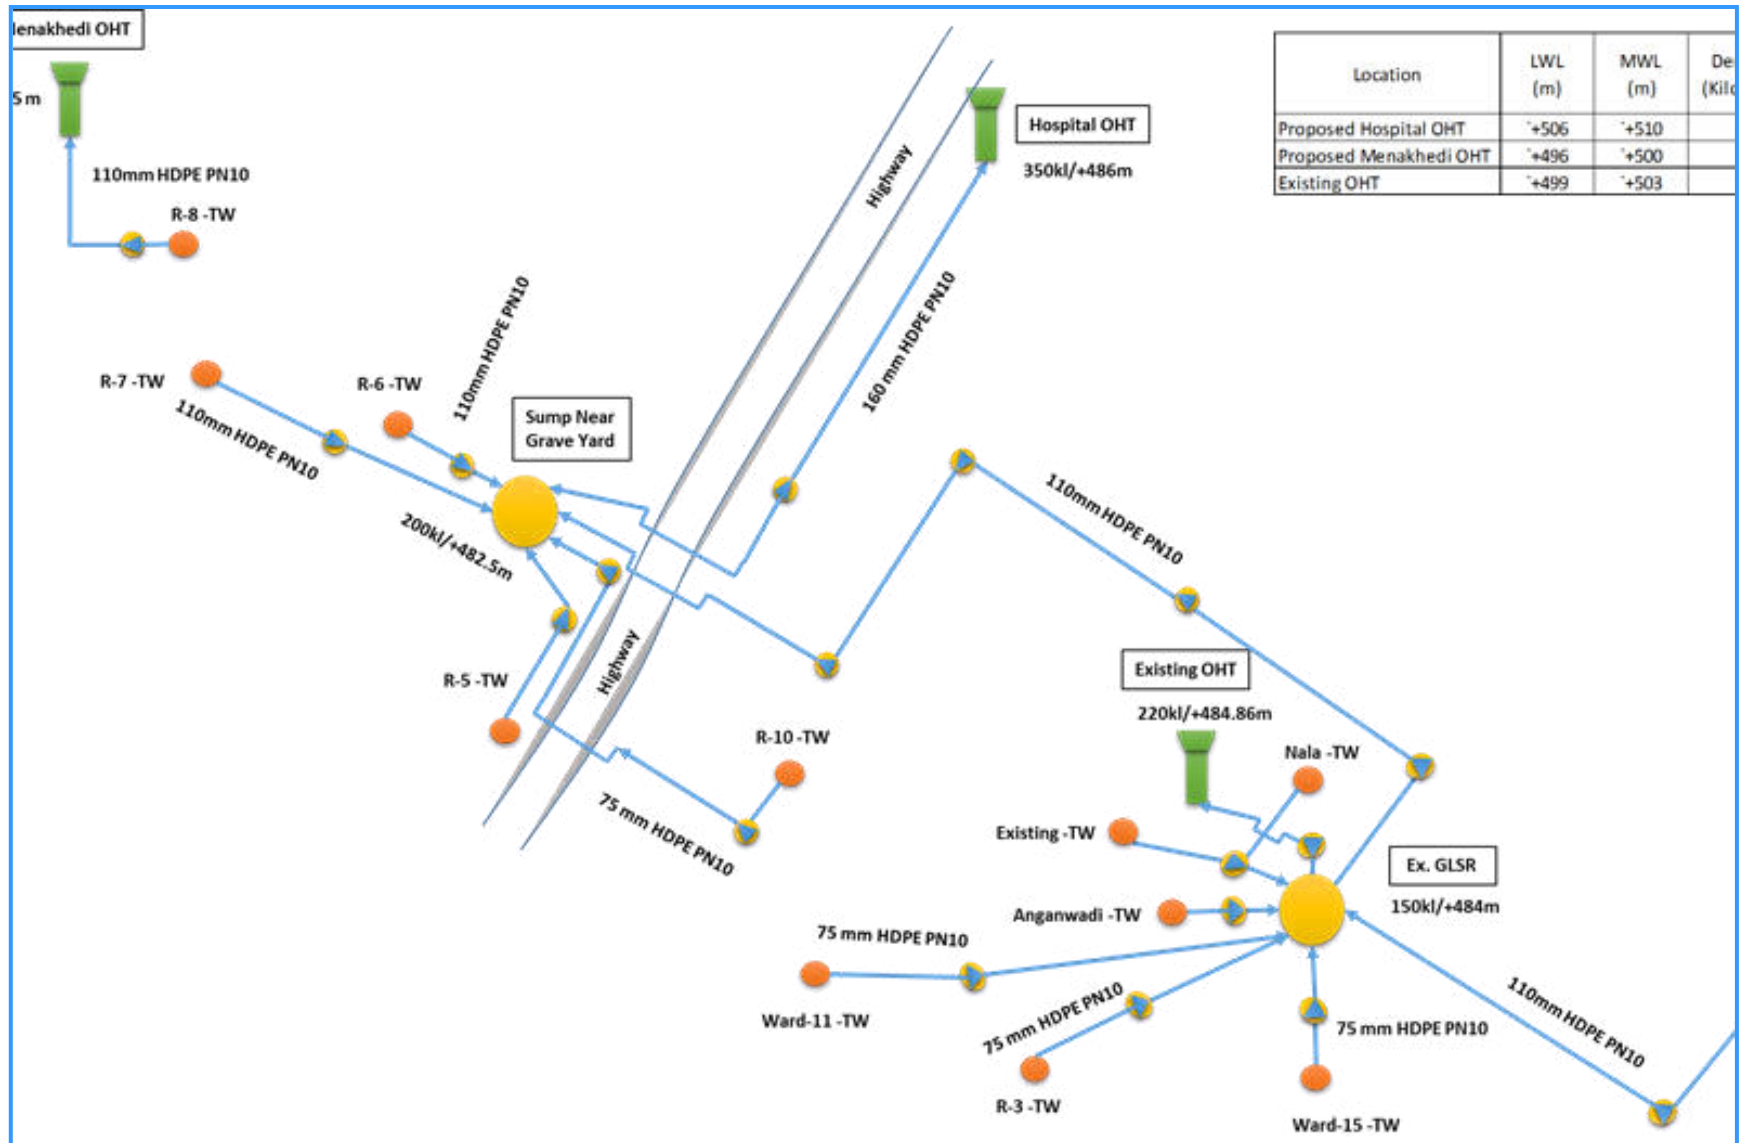 Menakhedi OHT
5 m
110mm HDPE PN10
R-8 -TW
Hospital OHT
350kl/+486m
Highway
Location LWL (m) MWL (m)
Proposed Hospital OHT `+506 `+510
Proposed Menakhedi OHT `+496 `+500
Existing OHT `+499 `+503
R-7 -TW
110mm HDPE PN10
R-6 -TW
110mm HDPE PN10
Sump Near
Grave Yard
200kl/+482.5m
160 mm HDPE PN10
110mm HDPE PN10
R-5 -TW
Highway
R-10 -TW
75 mm HDPE PN10
Existing OHT
220kl/+484.86m
Nala -TW
Existing -TW
Ex. GLSR
150kl/+484m
Anganwadi -TW
75 mm HDPE PN10
Ward-11 -TW
75 mm HDPE PN10
R-3 -TW
75 mm HDPE PN10
Ward-15 -TW
110mm HDPE PN10